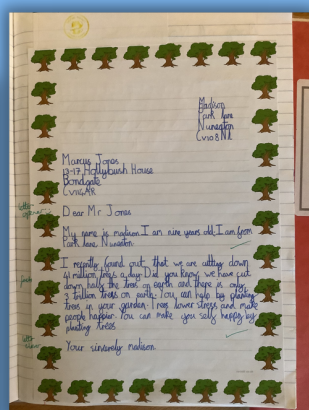 Madison
Park lane
Nuneaton
CV10 8NA
Marcus Jones
13-17 Hollybush House
Bondgate
CV11 6AR
Dear Mr Jones
My name is madison I am nine years old I am from
Park lane Nuneaton
I recently found out that we are cutting down
41 million trees a day. Did you know we have cut
down half the trees on earth and there is only
3 trillion trees on earth. You can help by planting
trees in your garden. Trees lower stress and make
people happier. You can make you sally happy by
planting trees
Your sincerely madison